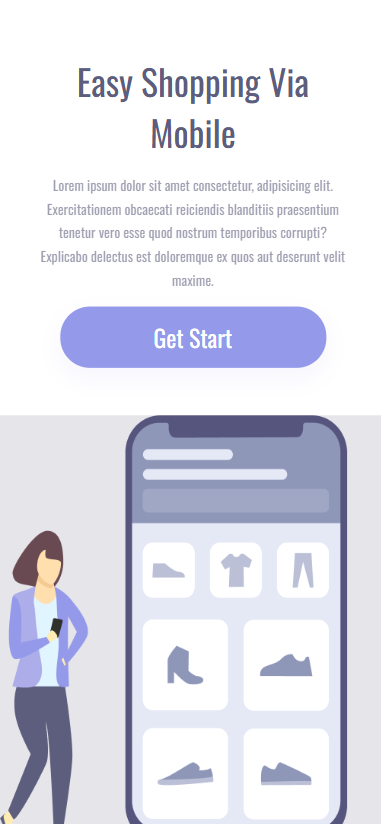 Easy Shopping Via
Mobile
Lorem ipsum dolor sit amet consectetur, adipisicing elit.
Exercitationem obcaecati reiciendis blanditiis praesentium
tenetur vero esse quod nostrum temporibus corrupti?
Explicabo delectus est doloremque ex quos aut deserunt velit
maxime.
Get Start